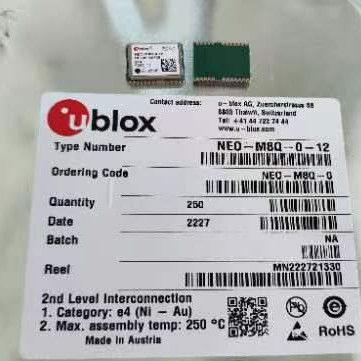 ublox
Contact address:
u-blox AG, Zuercherstrasse 68
8800 Thalwil, Switzerland
Tel: +41 44 722 74 44
www.u-blox.com
ublox
Type Number
NEO-M8Q-0-12
Ordering Code
NEO-M8Q-0
Quantity
250
Date
2227
Batch
NA
Reel
MN222721330
2nd Level Interconnection
1. Category: e4 (Ni - Au)
2. Max. assembly temp: 250 °C
Made in Austria
RoHS